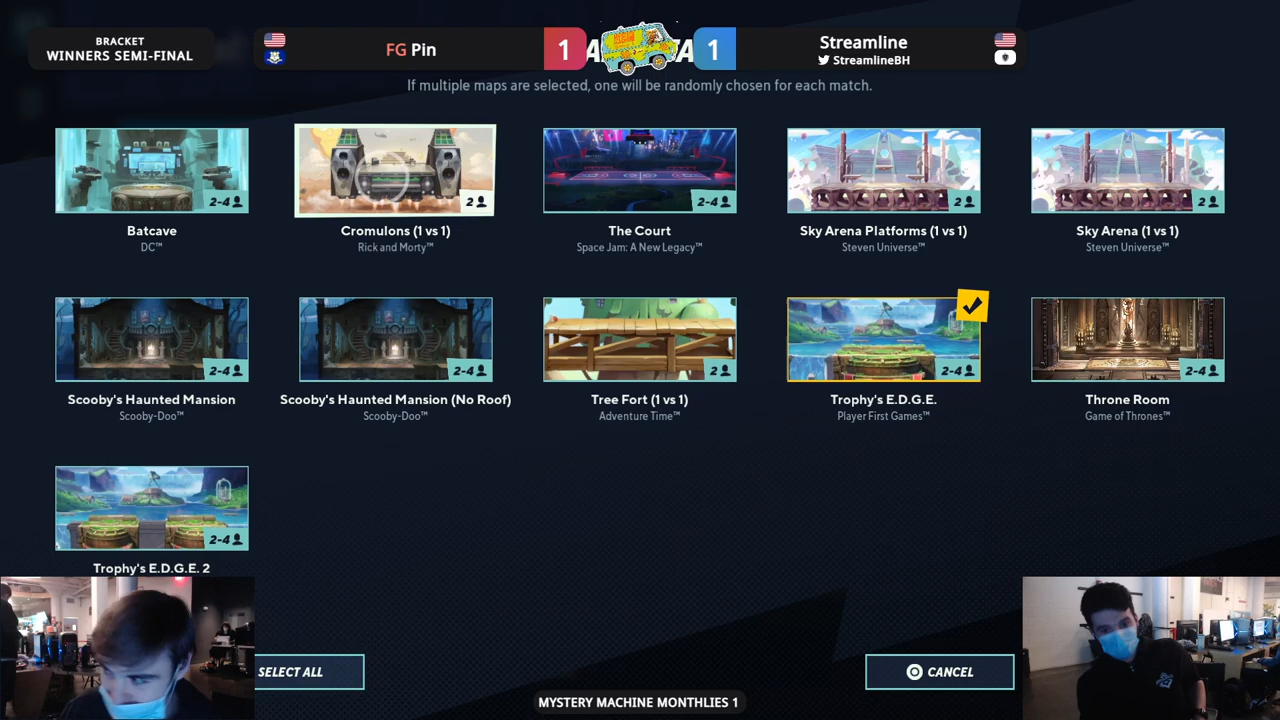 BRACKET
WINNERS SEMI-FINAL
FG Pin
1
1
Streamline
StreamlineBH
If multiple maps are selected, one will be randomly chosen for each match.
2-4
2
2-4
2
2
Batcave
Cromulons (1 vs 1)
The Court
Sky Arena Platforms (1 vs 1)
Sky Arena (1 vs 1)
DC™
Rick and Morty™
Space Jam: A New Legacy™
Steven Universe™
Steven Universe™
2-4
2-4
2
2-4
2-4
Scooby's Haunted Mansion
Scooby's Haunted Mansion (No Roof)
Tree Fort (1 vs 1)
Trophy's E.D.G.E.
Throne Room
Scooby-Doo™
Scooby-Doo™
Adventure Time™
Player First Games™
Game of Thrones™
2-4
Trophy's E.D.G.E. 2
SELECT ALL
CANCEL
MYSTERY MACHINE MONTHLIES 1